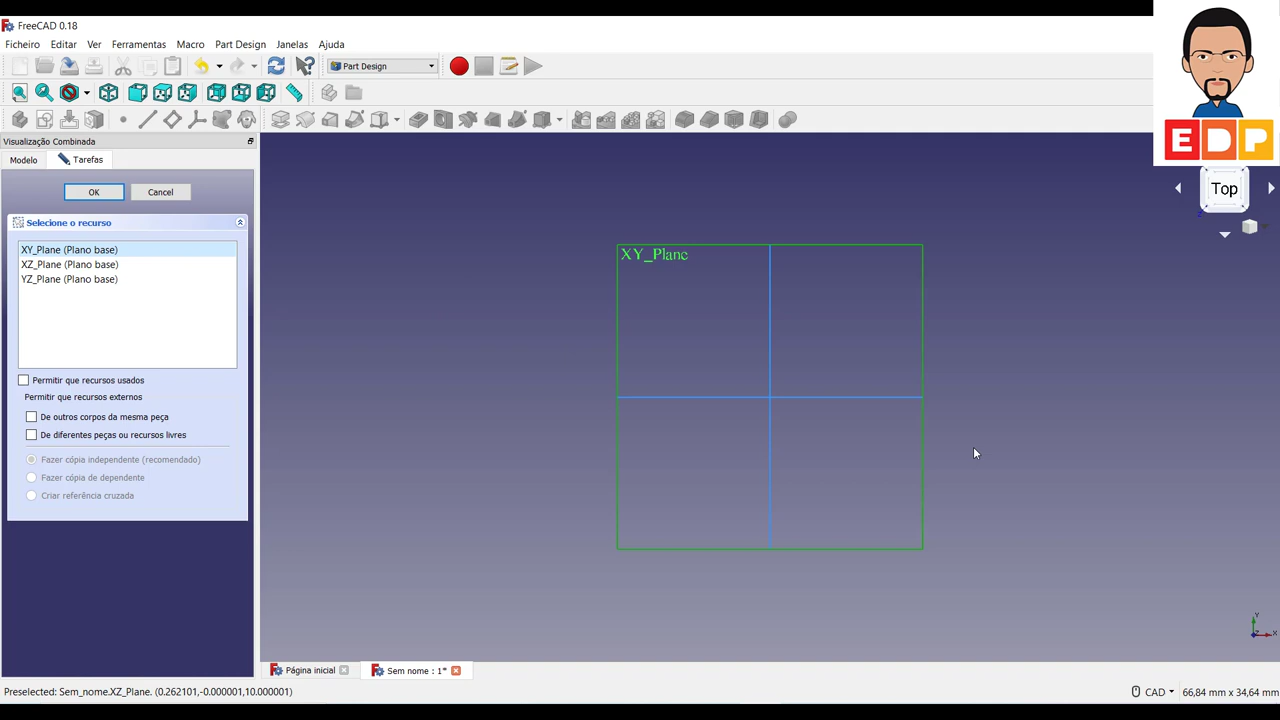 FreeCAD 0.18
Ficheiro Editar Ver Ferramentas Macro Part Design Janelas Ajuda
Part Design
Visualização Combinada
Modelo Tarefas
OK Cancel
Selecione o recurso
XY_Plane (Plano base)
XZ_Plane (Plano base)
YZ_Plane (Plano base)
Permitir que recursos usados
Permitir que recursos externos
De outros corpos da mesma peça
De diferentes peças ou recursos livres
Fazer cópia independente (recomendado)
Fazer cópia de dependente
Criar referência cruzada
XY_Plane
EDP
Top
Y
Z
X
Página inicial
Sem nome : 1*
Preselected: Sem_nome.XZ_Plane. (0.262101,-0.000001,10.000001)
CAD
66,84 mm x 34,64 mm